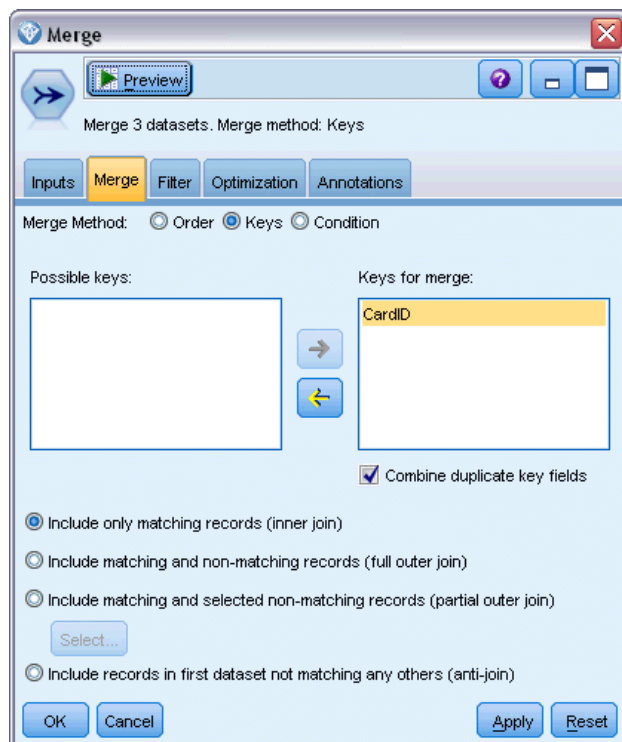 Merge
Preview
Merge 3 datasets. Merge method: Keys
Inputs Merge Filter Optimization Annotations
Merge Method: Order Keys Condition
Possible keys: Keys for merge:
CardID
Combine duplicate key fields
Include only matching records (inner join)
Include matching and non-matching records (full outer join)
Include matching and selected non-matching records (partial outer join)
Select...
Include records in first dataset not matching any others (anti-join)
OK Cancel Apply Reset